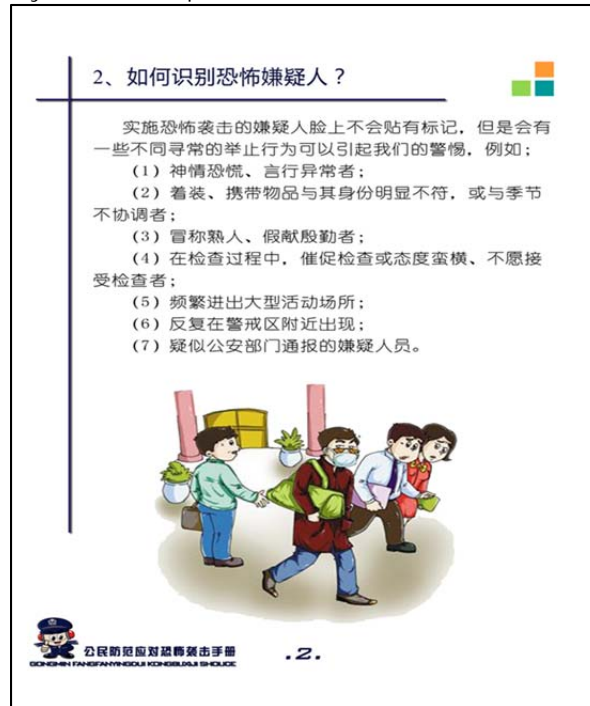 2、如何识别恐怖嫌疑人？
实施恐怖袭击的嫌疑人脸上不会贴有标记，但是会有
一些不同寻常的举止行为可以引起我们的警惕，例如；
(1) 神情恐慌、言行异常者；
(2) 着装、携带物品与其身份明显不符，或与季节
不协调者；
(3) 冒称熟人、假献殷勤者；
(4) 在检查过程中，催促检查或态度蛮横、不愿接
受检查者；
(5) 频繁进出大型活动场所；
(6) 反复在警戒区附近出现；
(7) 疑似公安部门通报的嫌疑人员。
公民防范应对恐怖袭击手册
GONGMIN FANGFANYINGDUI KONGBUXIJI SHOUCE
.2.